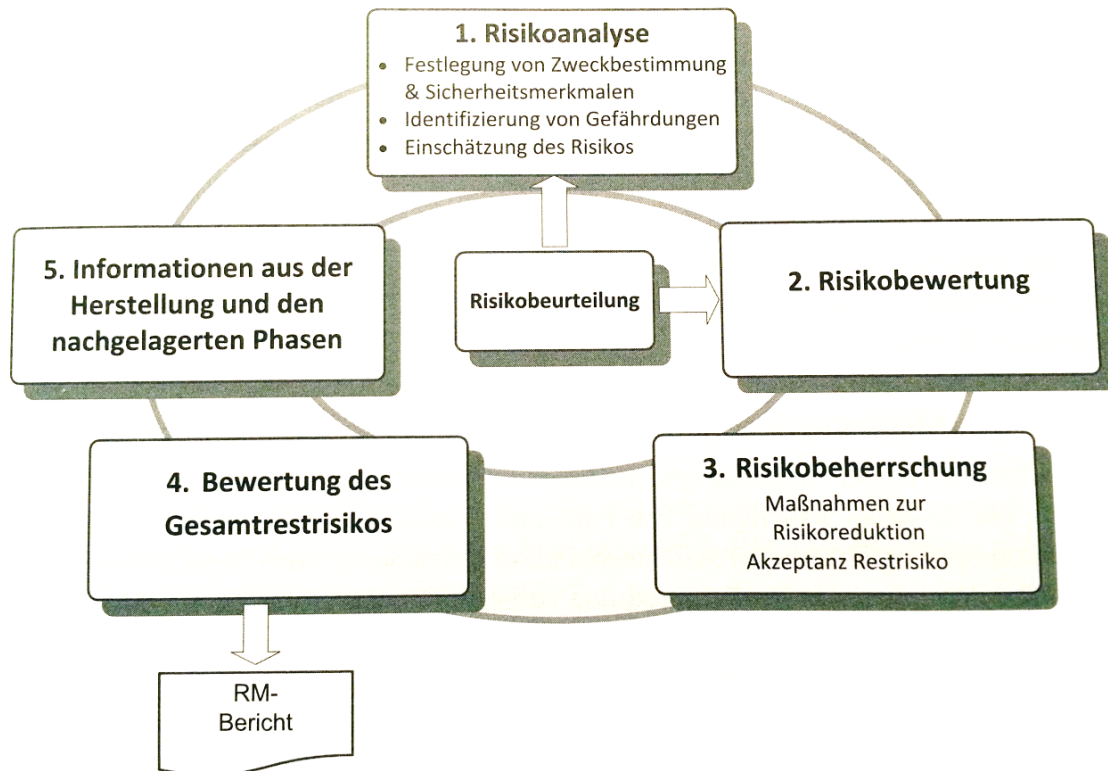 1. Risikoanalyse
• Festlegung von Zweckbestimmung
& Sicherheitsmerkmalen
• Identifizierung von Gefährdungen
• Einschätzung des Risikos
Risikobeurteilung
2. Risikobewertung
3. Risikobeherrschung
Maßnahmen zur
Risikoreduktion
Akzeptanz Restrisiko
4. Bewertung des
Gesamtrestrisikos
RM-
Bericht
5. Informationen aus der
Herstellung und den
nachgelagerten Phasen